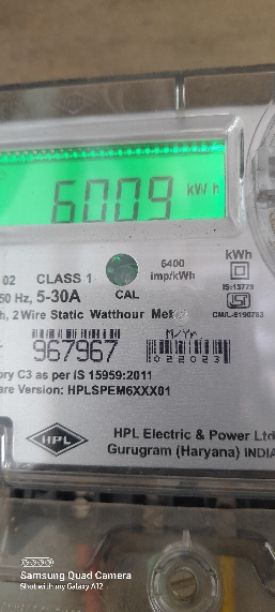 6009 kWh
kWh
6400
imp/kWh
02 CLASS 1
50 Hz, 5-30A CAL
IS:13779
CM/L-
h, 2 Wire Static Watthour Meter
M/Yr
967967
022023
ory C3 as per IS 15959:2011
are Version: HPLSPEM6XXX01
HPL
HPL Electric & Power Ltd
Gurugram (Haryana) INDIA
Samsung Quad Camera
Shot with my Galaxy A12